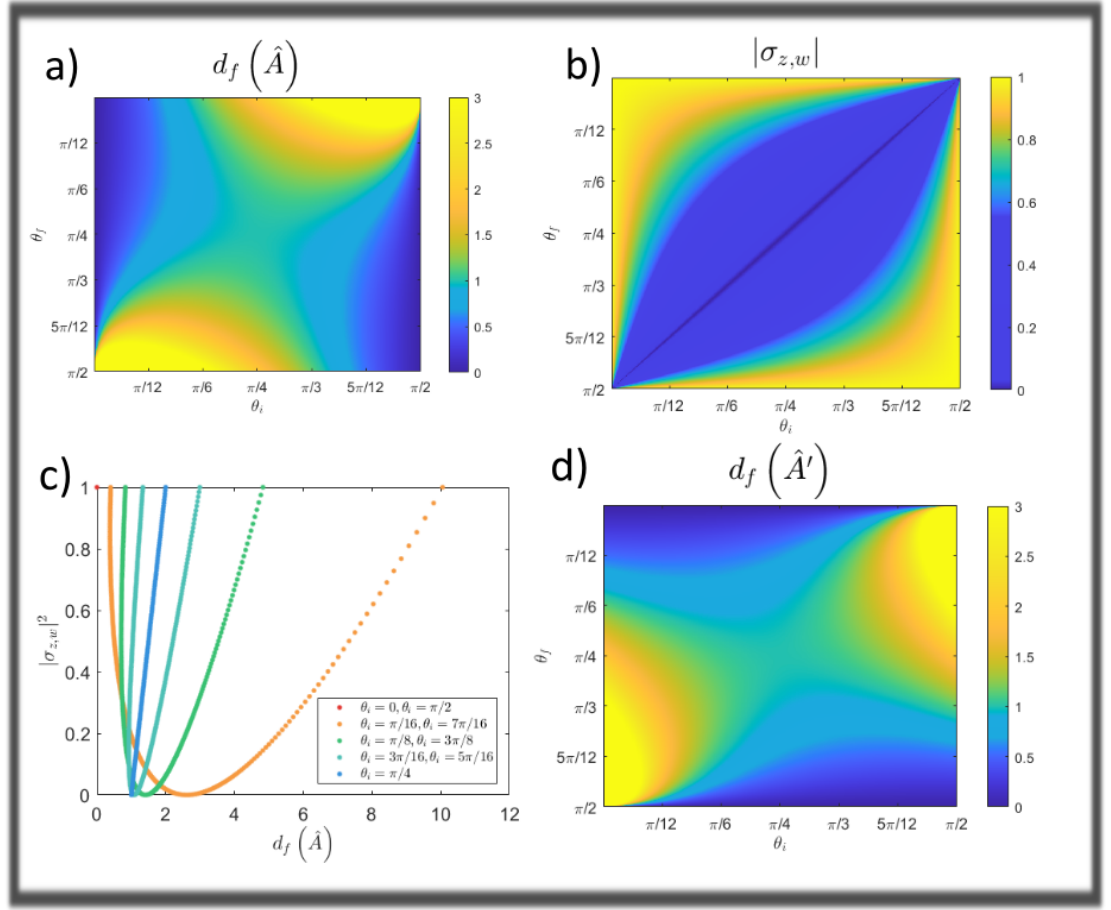 a)
d_f (Â)
π/12
π/6
π/4
π/3
5π/12
π/2
θ_f
π/12 π/6 π/4 π/3 5π/12 π/2
θ_i
3
2.5
2
1.5
1
0.5
0
b)
|σ_{z,w}|
π/12
π/6
π/4
π/3
5π/12
π/2
θ_f
π/12 π/6 π/4 π/3 5π/12 π/2
θ_i
1
0.8
0.6
0.4
0.2
0
c)
1
0.8
0.6
0.4
0.2
0
|σ_{z,w}|²
0 2 4 6 8 10 12
d_f (Â)
θ_i = 0, θ_i = π/2
θ_i = π/16, θ_i = 7π/16
θ_i = π/8, θ_i = 3π/8
θ_i = 3π/16, θ_i = 5π/16
θ_i = π/4
d)
d_f (Â′)
π/12
π/6
π/4
π/3
5π/12
π/2
θ_f
π/12 π/6 π/4 π/3 5π/12 π/2
θ_i
3
2.5
2
1.5
1
0.5
0